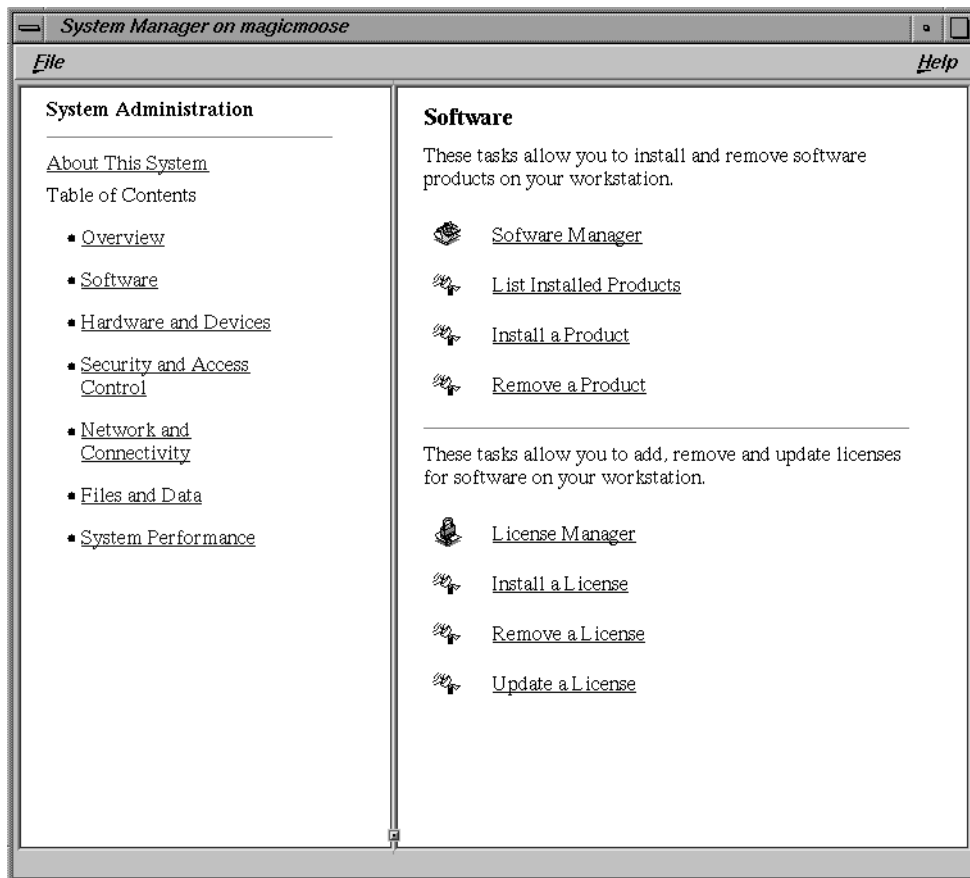 System Manager on magicmoose
File
Help
System Administration
About This System
Table of Contents
Overview
Software
Hardware and Devices
Security and Access
Control
Network and
Connectivity
Files and Data
System Performance
Software
These tasks allow you to install and remove software
products on your workstation.
Sofware Manager
List Installed Products
Install a Product
Remove a Product
These tasks allow you to add, remove and update licenses
for software on your workstation.
License Manager
Install a License
Remove a License
Update a License